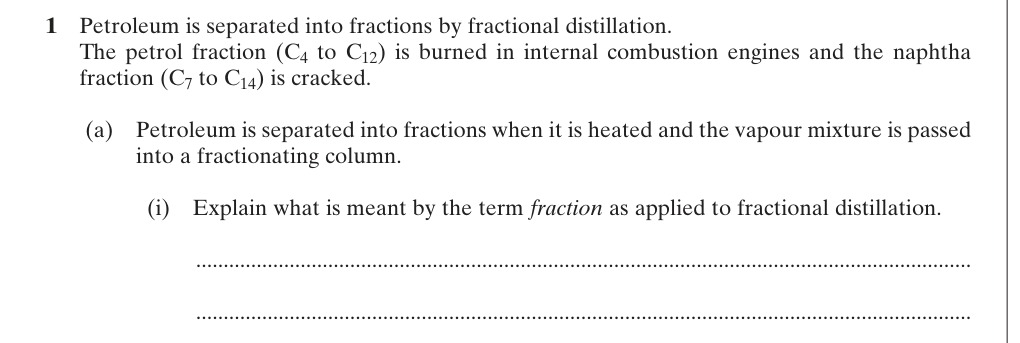 1 Petroleum is separated into fractions by fractional distillation.
The petrol fraction (C₄ to C₁₂) is burned in internal combustion engines and the naphtha
fraction (C₇ to C₁₄) is cracked.
(a) Petroleum is separated into fractions when it is heated and the vapour mixture is passed
into a fractionating column.
(i) Explain what is meant by the term fraction as applied to fractional distillation.